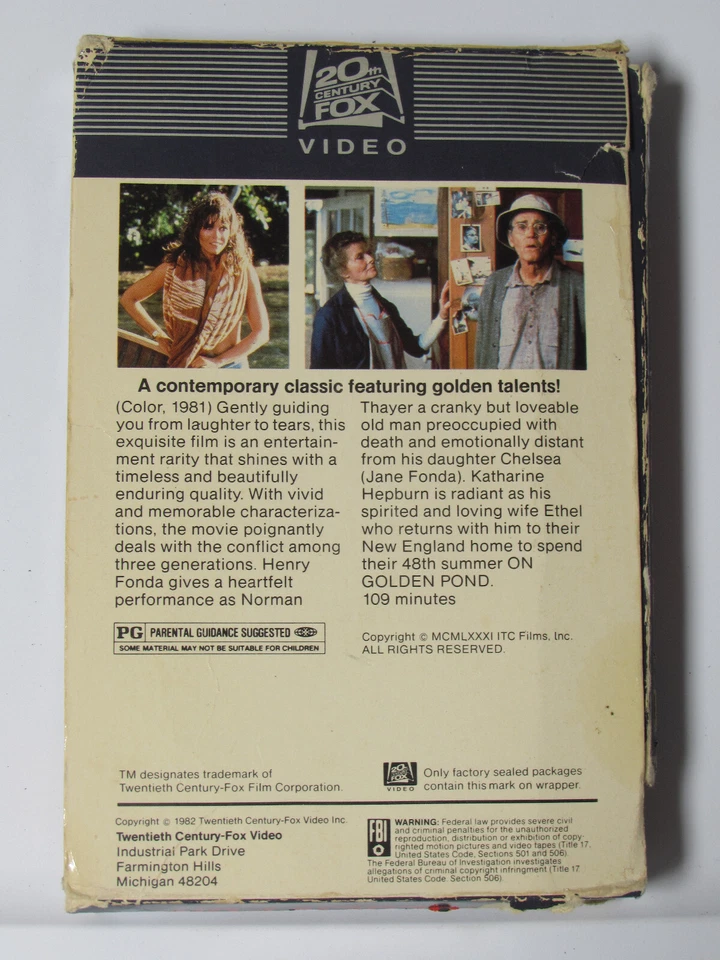 20th
CENTURY
FOX
VIDEO
A contemporary classic featuring golden talents!
(Color, 1981) Gently guiding
you from laughter to tears, this
exquisite film is an entertain-
ment rarity that shines with a
timeless and beautifully
enduring quality. With vivid
and memorable characteriza-
tions, the movie poignantly
deals with the conflict among
three generations. Henry
Fonda gives a heartfelt
performance as Norman
Thayer a cranky but loveable
old man preoccupied with
death and emotionally distant
from his daughter Chelsea
(Jane Fonda). Katharine
Hepburn is radiant as his
spirited and loving wife Ethel
who returns with him to their
New England home to spend
their 48th summer ON
GOLDEN POND.
109 minutes
PG PARENTAL GUIDANCE SUGGESTED
SOME MATERIAL MAY NOT BE SUITABLE FOR CHILDREN
Copyright © MCMLXXXI ITC Films, Inc.
ALL RIGHTS RESERVED.
TM designates trademark of
Twentieth Century-Fox Film Corporation.
20th
CENTURY
FOX
VIDEO
Only factory sealed packages
contain this mark on wrapper.
Copyright © 1982 Twentieth Century-Fox Video Inc.
Twentieth Century-Fox Video
Industrial Park Drive
Farmington Hills
Michigan 48204
FBI
WARNING: Federal law provides severe civil
and criminal penalties for the unauthorized
reproduction, distribution or exhibition of copy-
righted motion pictures and video tapes (Title 17,
United States Code, Sections 501 and 506).
The Federal Bureau of Investigation investigates
allegations of criminal copyright infringment (Title 17
United States Code. Section 506).